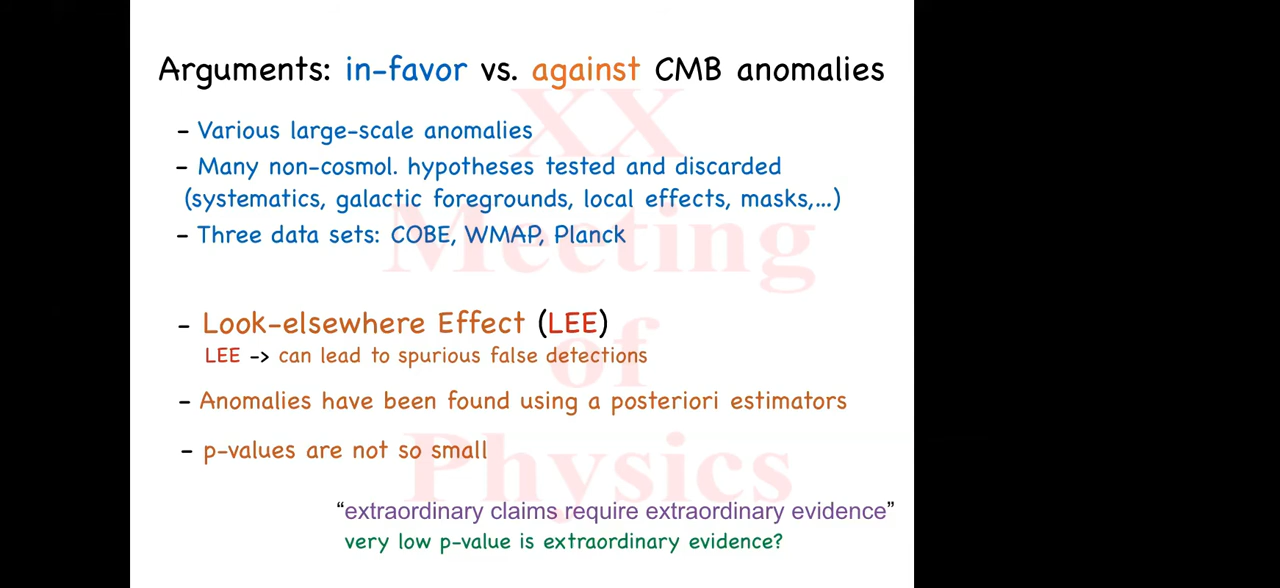 Arguments: in-favor vs. against CMB anomalies
- Various large-scale anomalies
- Many non-cosmol. hypotheses tested and discarded
(systematics, galactic foregrounds, local effects, masks,...)
- Three data sets: COBE, WMAP, Planck
- Look-elsewhere Effect (LEE)
LEE -> can lead to spurious false detections
- Anomalies have been found using a posteriori estimators
- p-values are not so small
“extraordinary claims require extraordinary evidence”
very low p-value is extraordinary evidence?
XX
Meeting
of
Physics